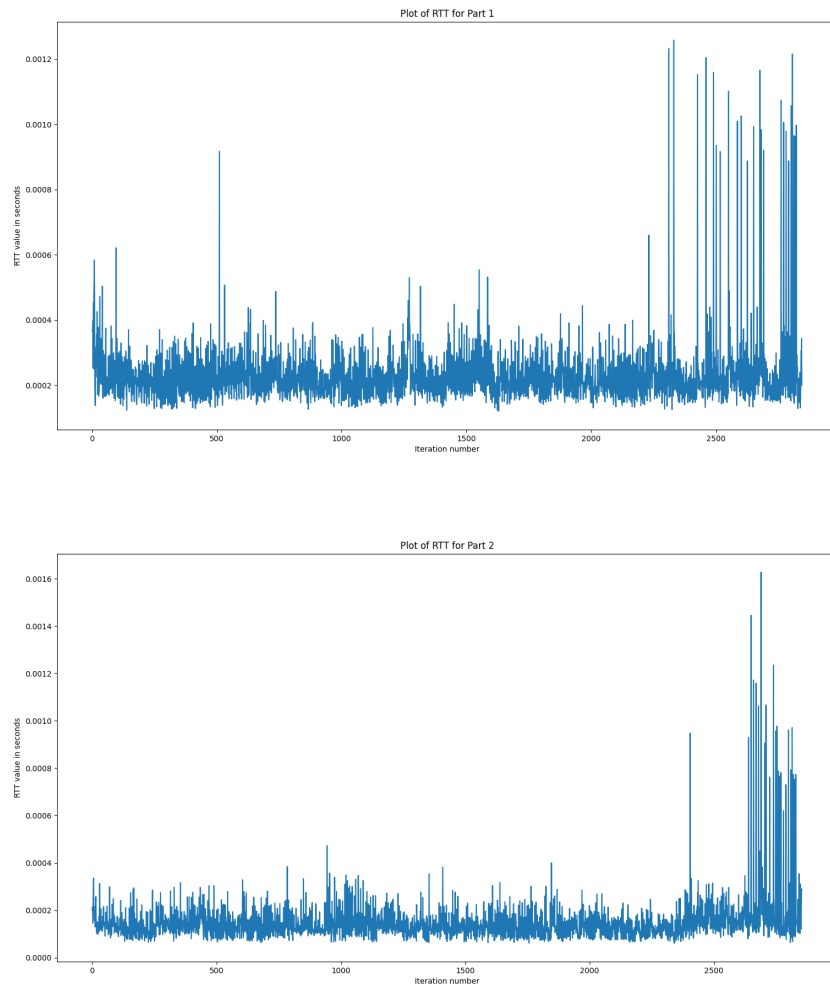 Plot of RTT for Part 1
0.0012
0.0010
0.0008
0.0006
0.0004
0.0002
RTT value in seconds
0 500 1000 1500 2000 2500
Iteration number
Plot of RTT for Part 2
0.0016
0.0014
0.0012
0.0010
0.0008
0.0006
0.0004
0.0002
0.0000
RTT value in seconds
0 500 1000 1500 2000 2500
Iteration number